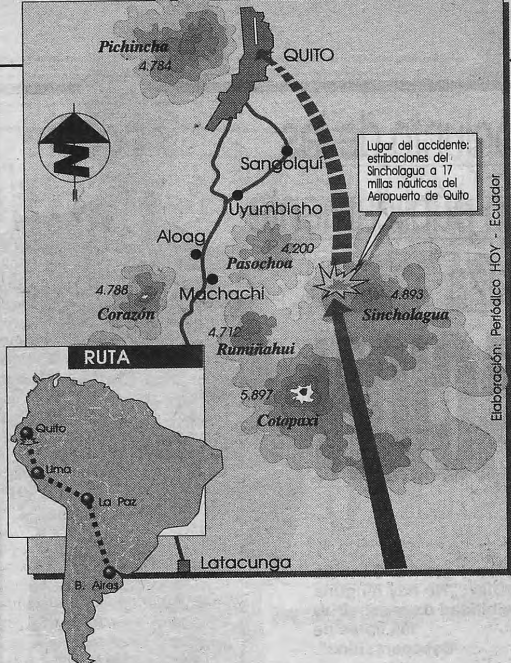 Pichincha
4.784
QUITO
N
Sangolquí
Lugar del accidente:
estribaciones del
Sincholagua a 17
millas náuticas del
Aeropuerto de Quito
Uyumbicho
Aloag
4.200
Pasochoa
4.788
Corazón
Machachi
4.893
Sincholagua
4.712
Rumiñahui
5.897
Cotopaxi
Elaboración: Periódico HOY - Ecuador
RUTA
Quito
Lima
La Paz
B. Aires
Latacunga